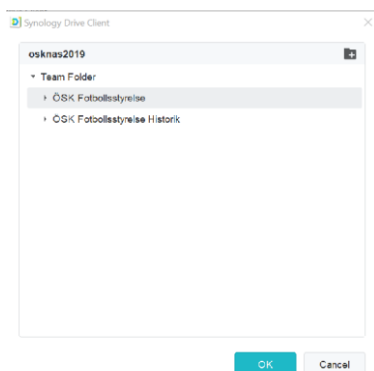 Synology Drive Client
osknas2019
Team Folder
ÖSK Fotbollsstyrelse
ÖSK Fotbollsstyrelse Historik
OK
Cancel